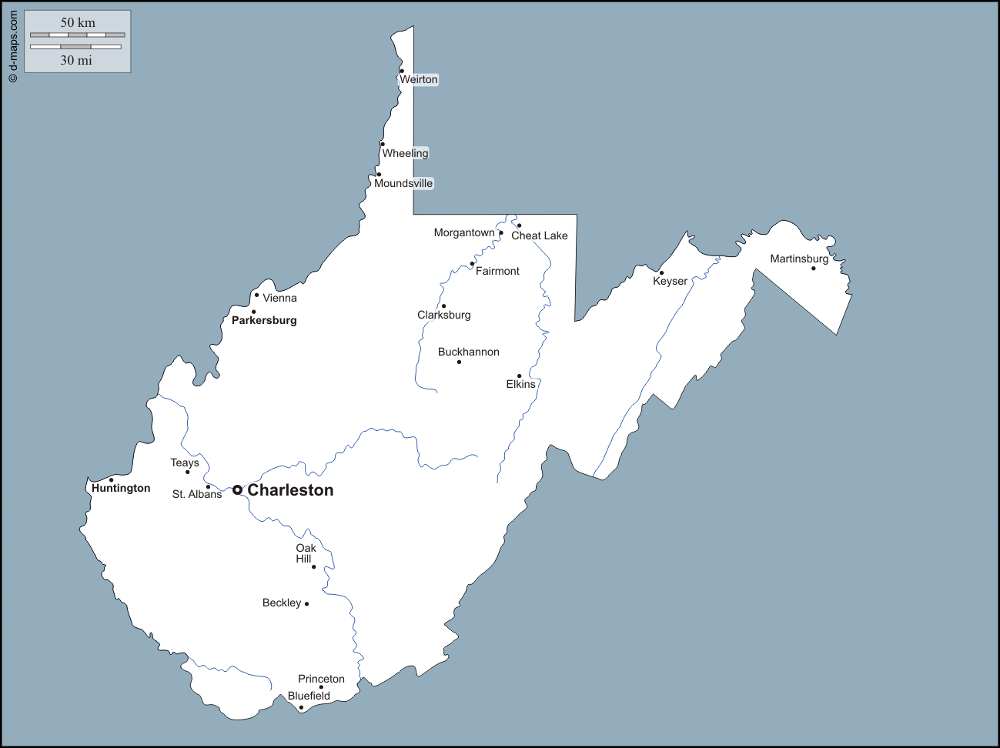 © d-maps.com
50 km
30 mi
Weirton
Wheeling
Moundsville
Morgantown
Cheat Lake
Fairmont
Martinsburg
Keyser
Vienna
Parkersburg
Clarksburg
Buckhannon
Elkins
Teays
Huntington
St. Albans
Charleston
Oak
Hill
Beckley
Princeton
Bluefield